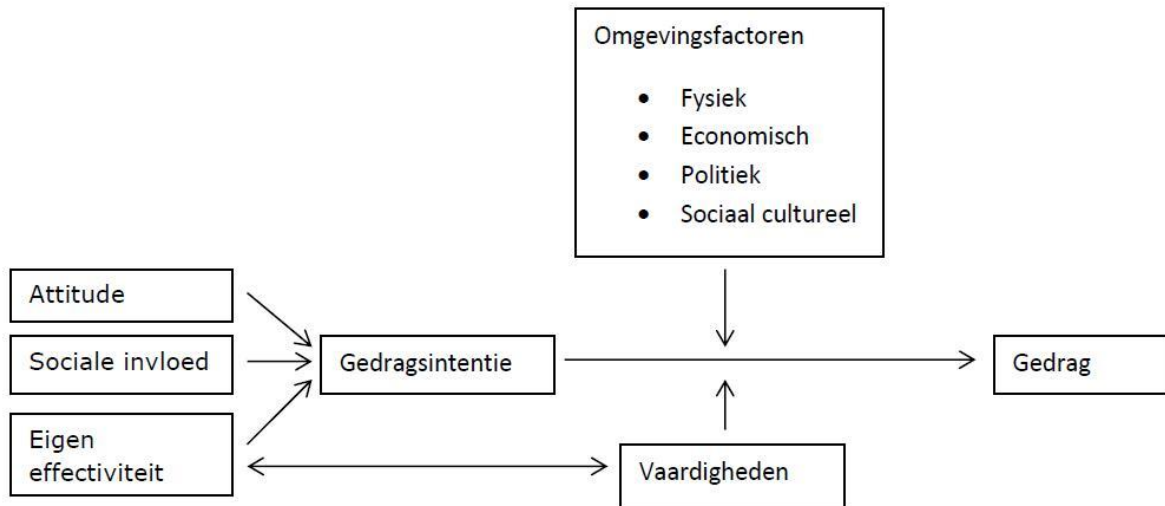 Omgevingsfactoren
• Fysiek
• Economisch
• Politiek
• Sociaal cultureel
Attitude
Sociale invloed
Eigen
effectiviteit
Gedragsintentie
Gedrag
Vaardigheden